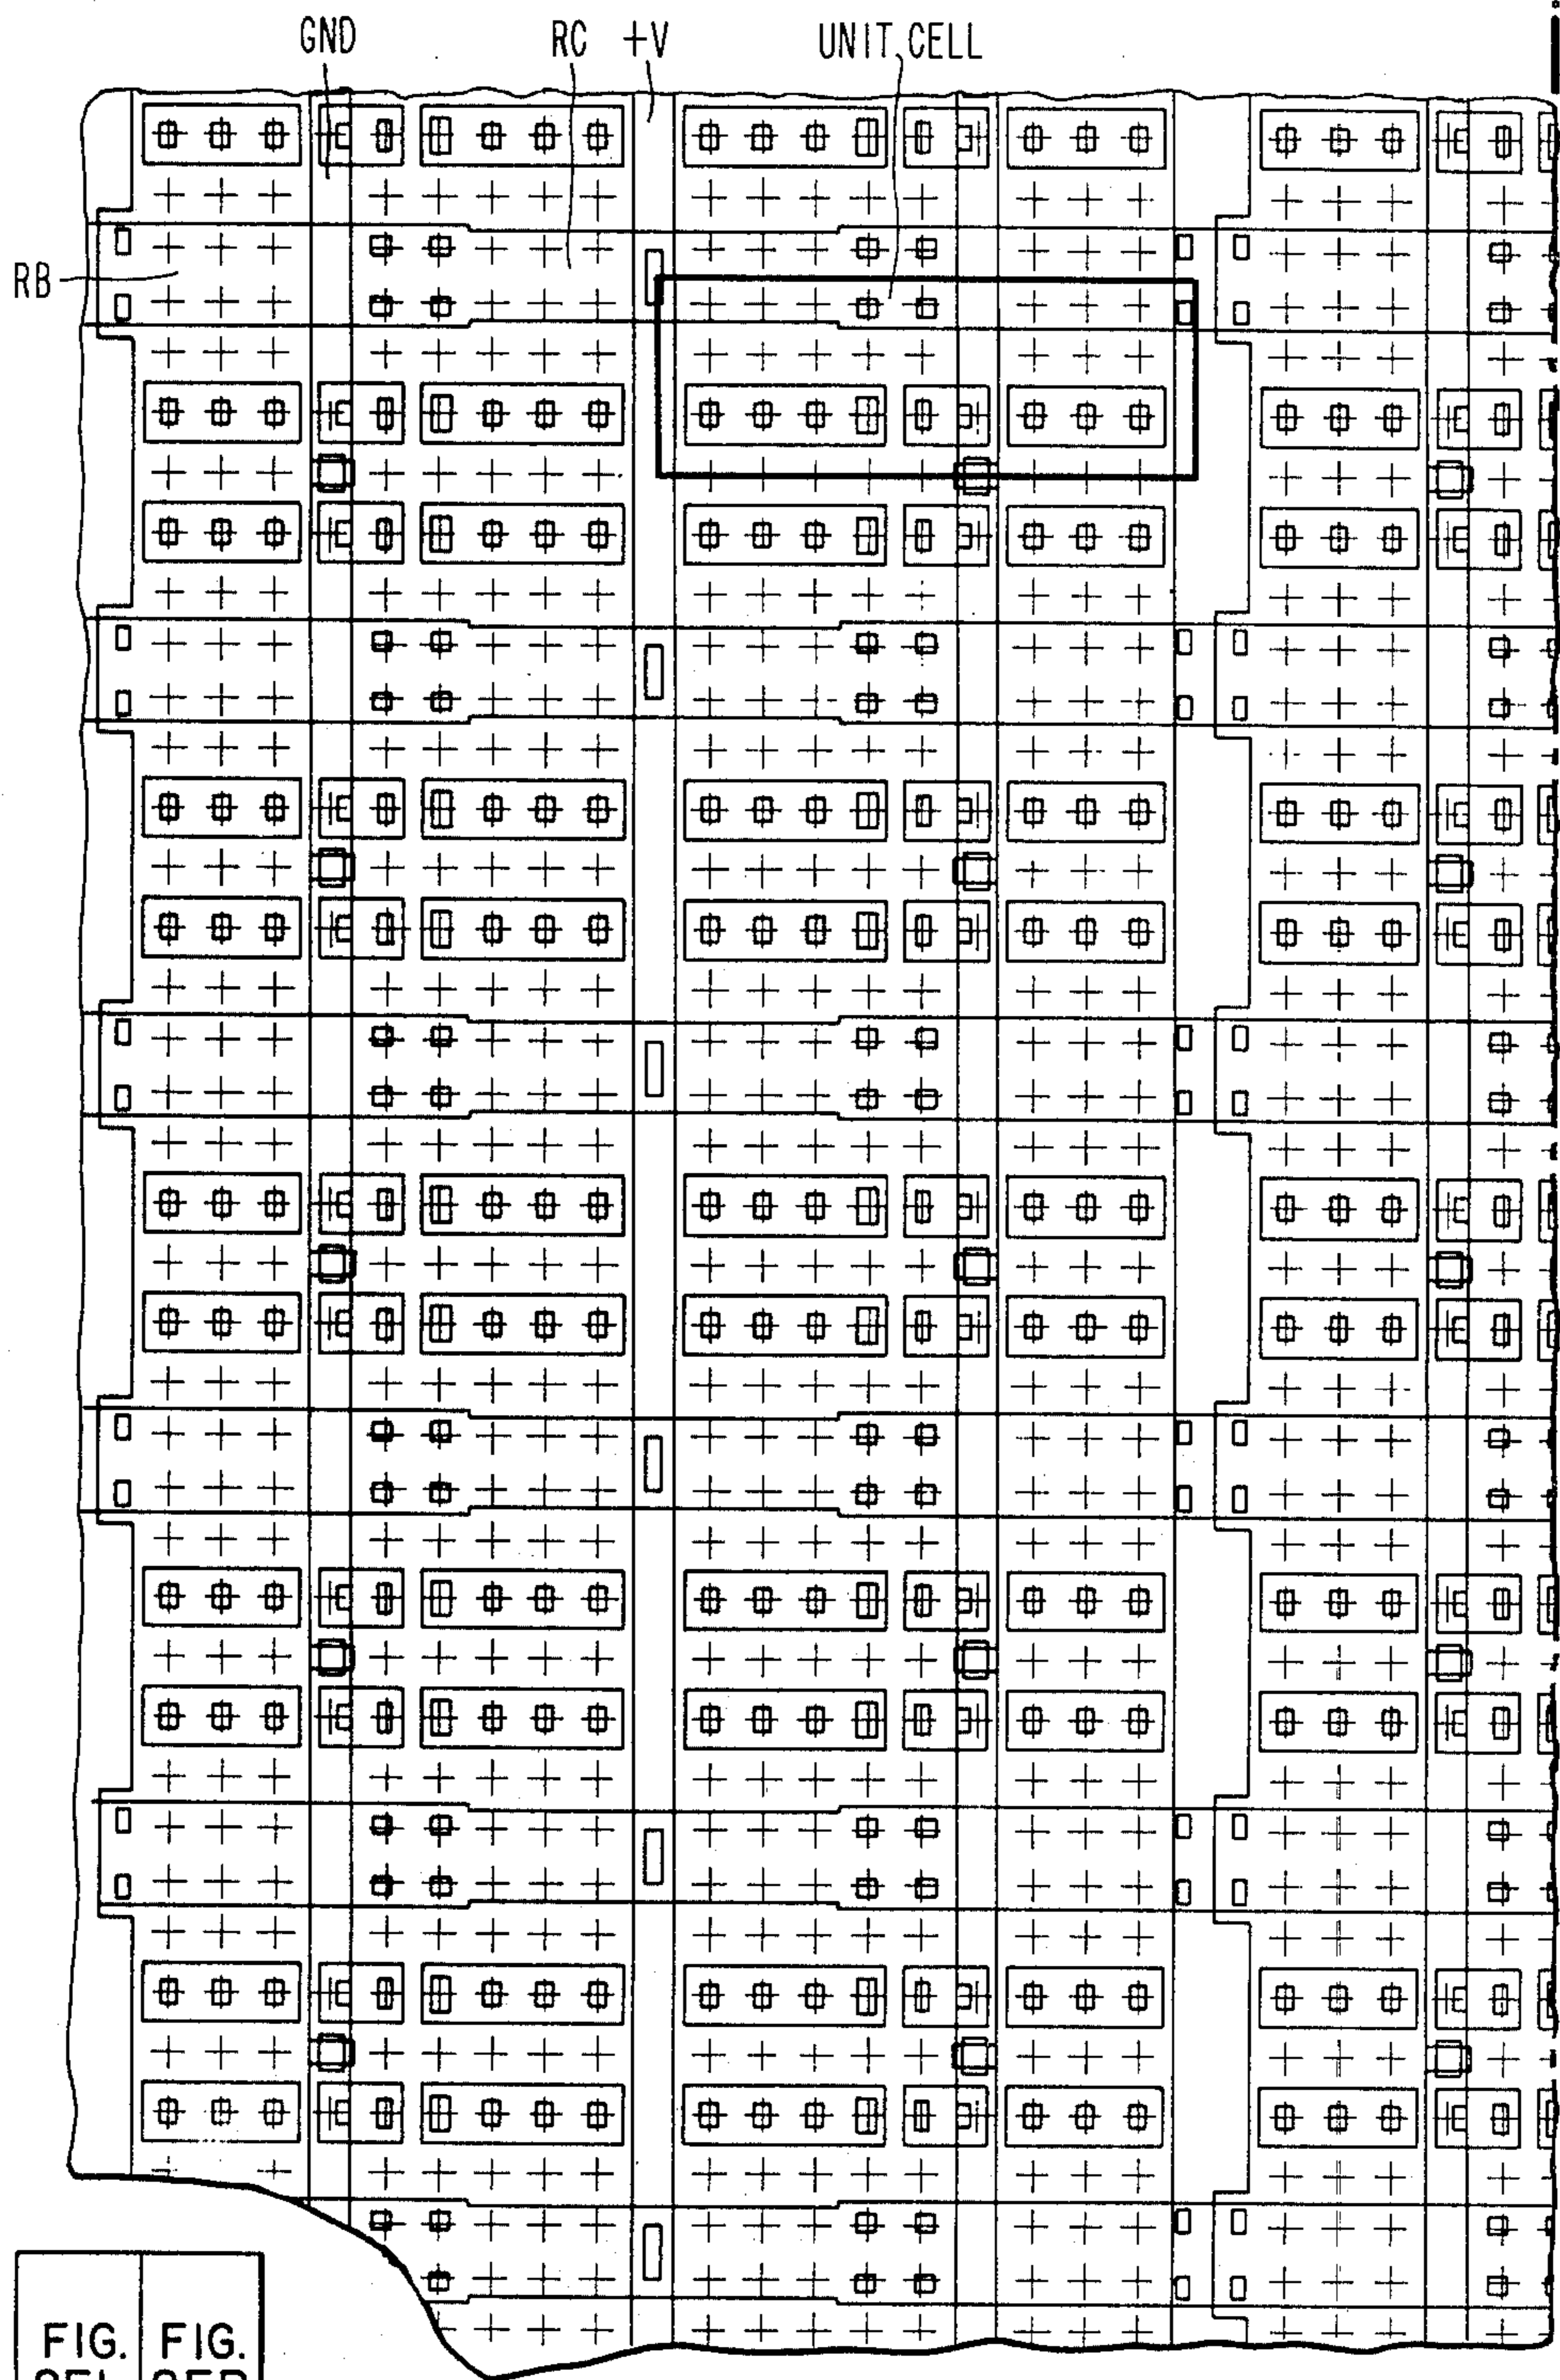 GND RC +V UNIT CELL
RB
FIG. FIG.